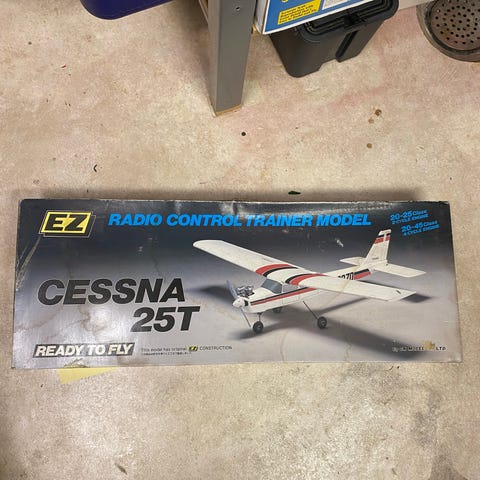 EZ
RADIO CONTROL TRAINER MODEL
20-25 Class
2 CYCLE ENGINE
20-45 Class
4 CYCLE ENGINE
CESSNA
25T
READY TO FLY
This model has original EZ CONSTRUCTION
LTD.